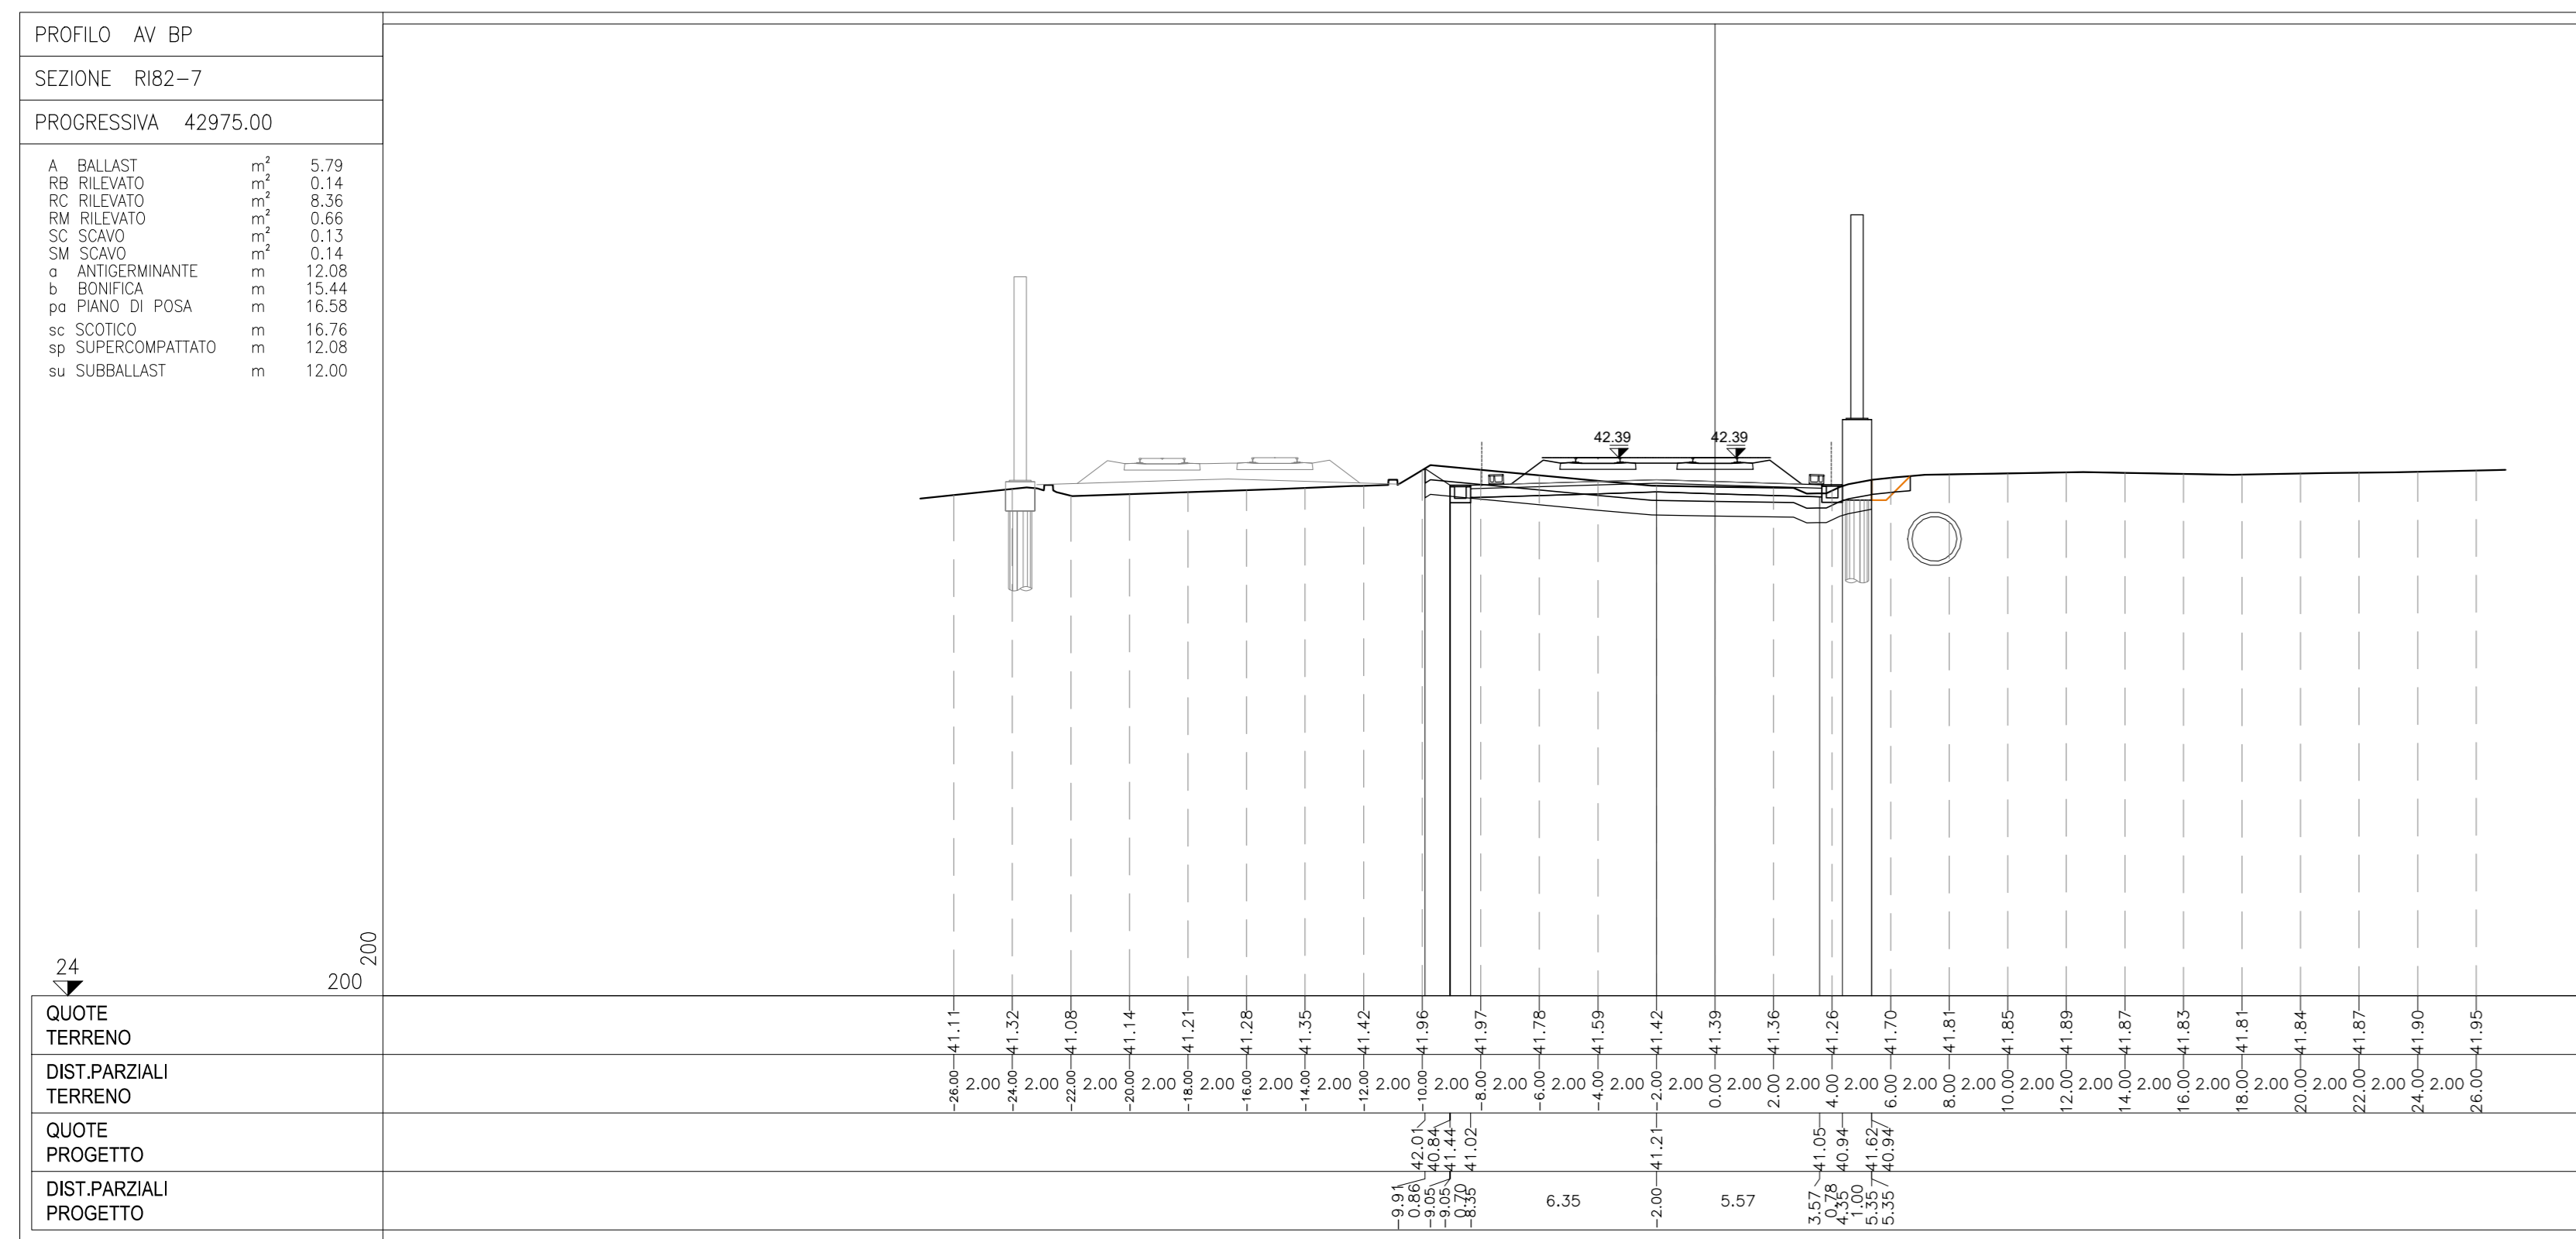 PROFILO AV BP
SEZIONE RI82-7
PROGRESSIVA 42975.00
A BALLAST m² 5.79
RB RILEVATO m² 0.14
RC RILEVATO m² 8.36
RM RILEVATO m² 0.66
SC SCAVO m² 0.13
SM SCAVO m² 0.14
a ANTIGERMINANTE m 12.08
b BONIFICA m 15.44
pa PIANO DI POSA m 16.58
sc SCOTICO m 16.76
sp SUPERCOMPATTATO m 12.08
su SUBBALLAST m 12.00
42.39 42.39
200
24
200
QUOTE
TERRENO
41.11 41.32 41.08 41.14 41.21 41.28 41.35 41.42 41.96 41.97 41.78 41.59 41.42 41.39 41.36 41.26 41.70 41.81 41.85 41.89 41.87 41.83 41.81 41.84 41.87 41.90 41.95
DIST.PARZIALI
TERRENO
-26.00 2.00 -24.00 2.00 -22.00 2.00 -20.00 2.00 -18.00 2.00 -16.00 2.00 -14.00 2.00 -12.00 2.00 -10.00 2.00 -8.00 2.00 -6.00 2.00 -4.00 2.00 -2.00 2.00 0.00 2.00 2.00 2.00 4.00 2.00 6.00 2.00 8.00 2.00 10.00 2.00 12.00 2.00 14.00 2.00 16.00 2.00 18.00 2.00 20.00 2.00 22.00 2.00 24.00 2.00 26.00
QUOTE
PROGETTO
42.01 40.84 41.44 41.02 41.21 41.05 40.94 41.62 40.94
DIST.PARZIALI
PROGETTO
-9.91 0.86 -9.05 -9.05 0.70 -8.35 6.35 -2.00 5.57 3.57 0.78 4.35 1.00 5.35 5.35